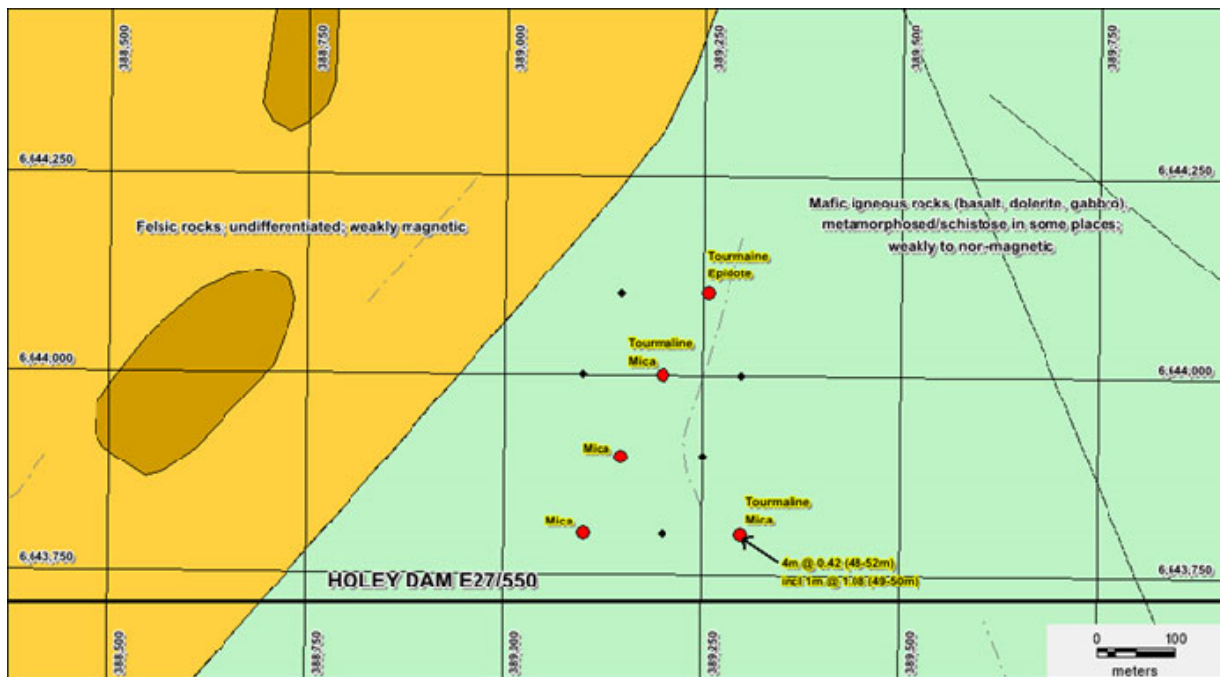 388,500
388,750
389,000
389,250
389,500
389,750
6,644,250
6,644,250
Felsic rocks; undifferentiated; weakly magnetic
Mafic igneous rocks (basalt, dolerite, gabbro),
metamorphosed/schistose in some places;
weakly to non-magnetic
Tourmaine,
Epidote,
Tourmaline,
Mica
6,644,000
6,644,000
Mica
Mica
Tourmaline,
Mica
4m @ 0.42 (48-52m)
incl 1m @ 1.08 (49-50m)
6,643,750
6,643,750
HOLEY DAM E27/550
388,500
388,750
389,000
389,250
389,500
0 100
meters